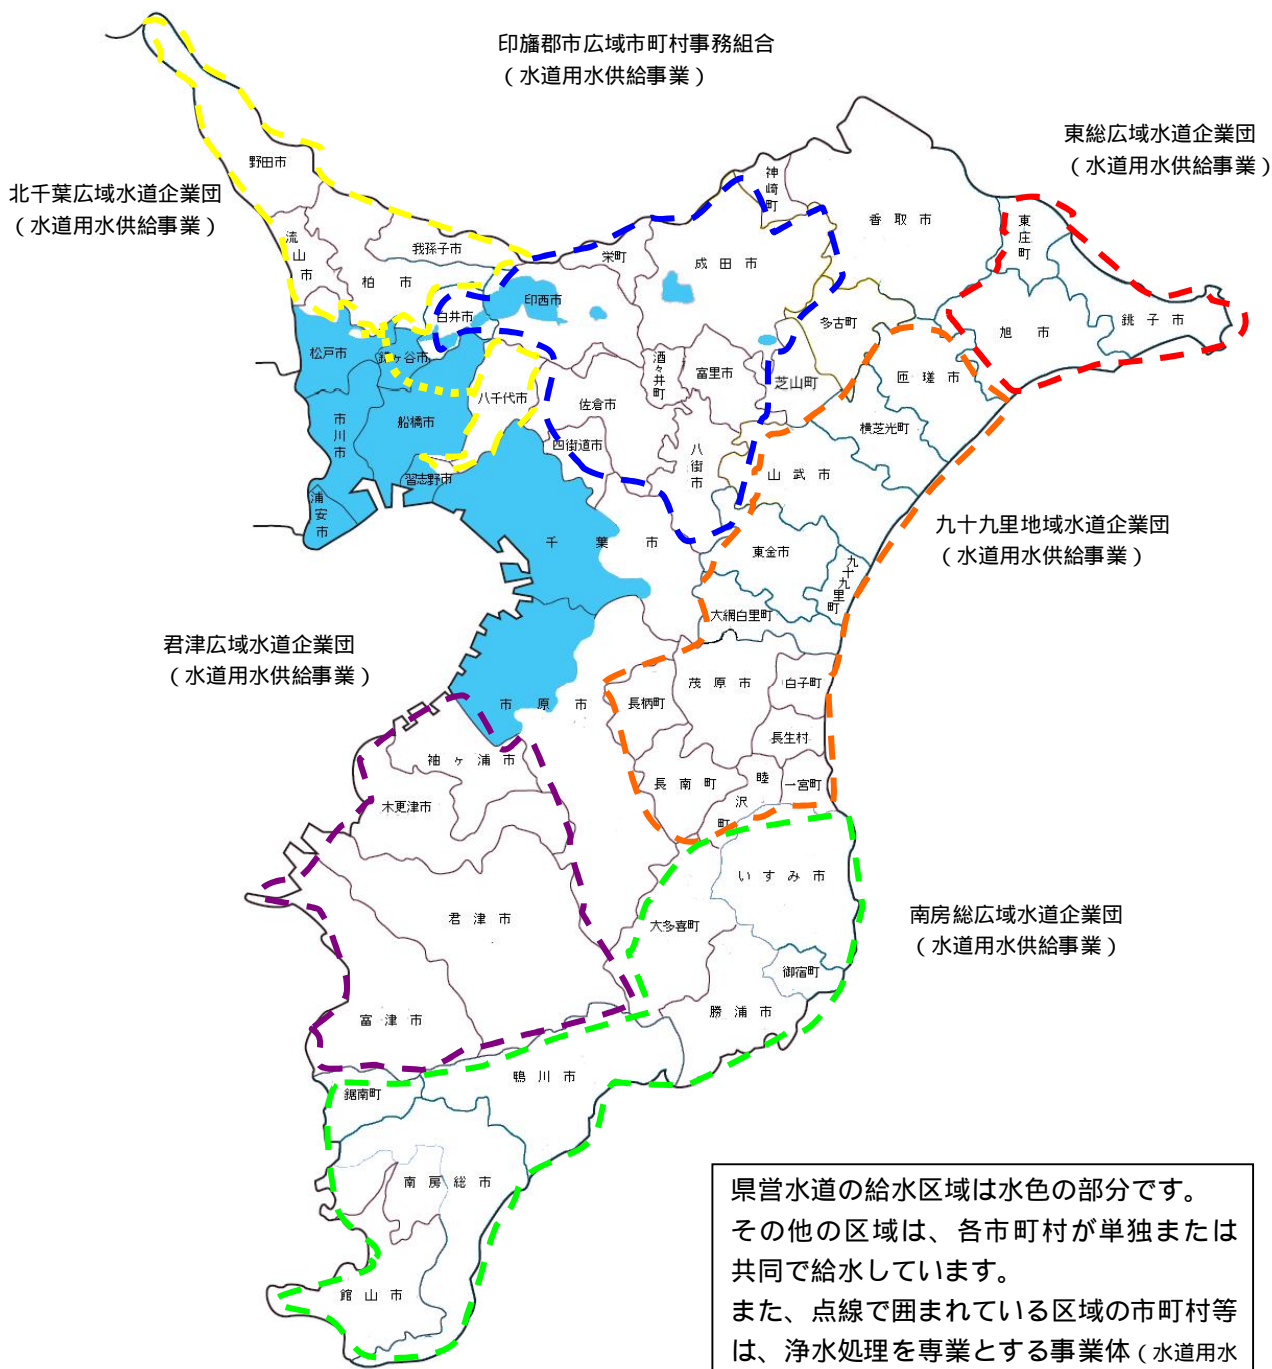 印旛郡市広域市町村事務組合
（水道用水供給事業）
東総広域水道企業団
（水道用水供給事業）
北千葉広域水道企業団
（水道用水供給事業）
野田市
流山市
柏市
我孫子市
白井市
印西市
栄町
成田市
神崎町
香取市
東庄町
旭市
銚子市
多古町
匝瑳市
芝山町
横芝光町
松戸市
鎌ヶ谷市
市川市
船橋市
八千代市
習志野市
浦安市
佐倉市
四街道市
酒々井町
富里市
八街市
山武市
千葉市
東金市
九十九里町
大網白里町
九十九里地域水道企業団
（水道用水供給事業）
君津広域水道企業団
（水道用水供給事業）
市原市
長柄町
茂原市
白子町
長生村
長南町
睦沢町
一宮町
袖ヶ浦市
木更津市
君津市
富津市
いすみ市
大多喜町
御宿町
勝浦市
南房総広域水道企業団
（水道用水供給事業）
鴨川市
鋸南町
南房総市
館山市
県営水道の給水区域は水色の部分です。
その他の区域は、各市町村が単独または
共同で給水しています。
また、点線で囲まれている区域の市町村等
は、浄水処理を専業とする事業体（水道用水